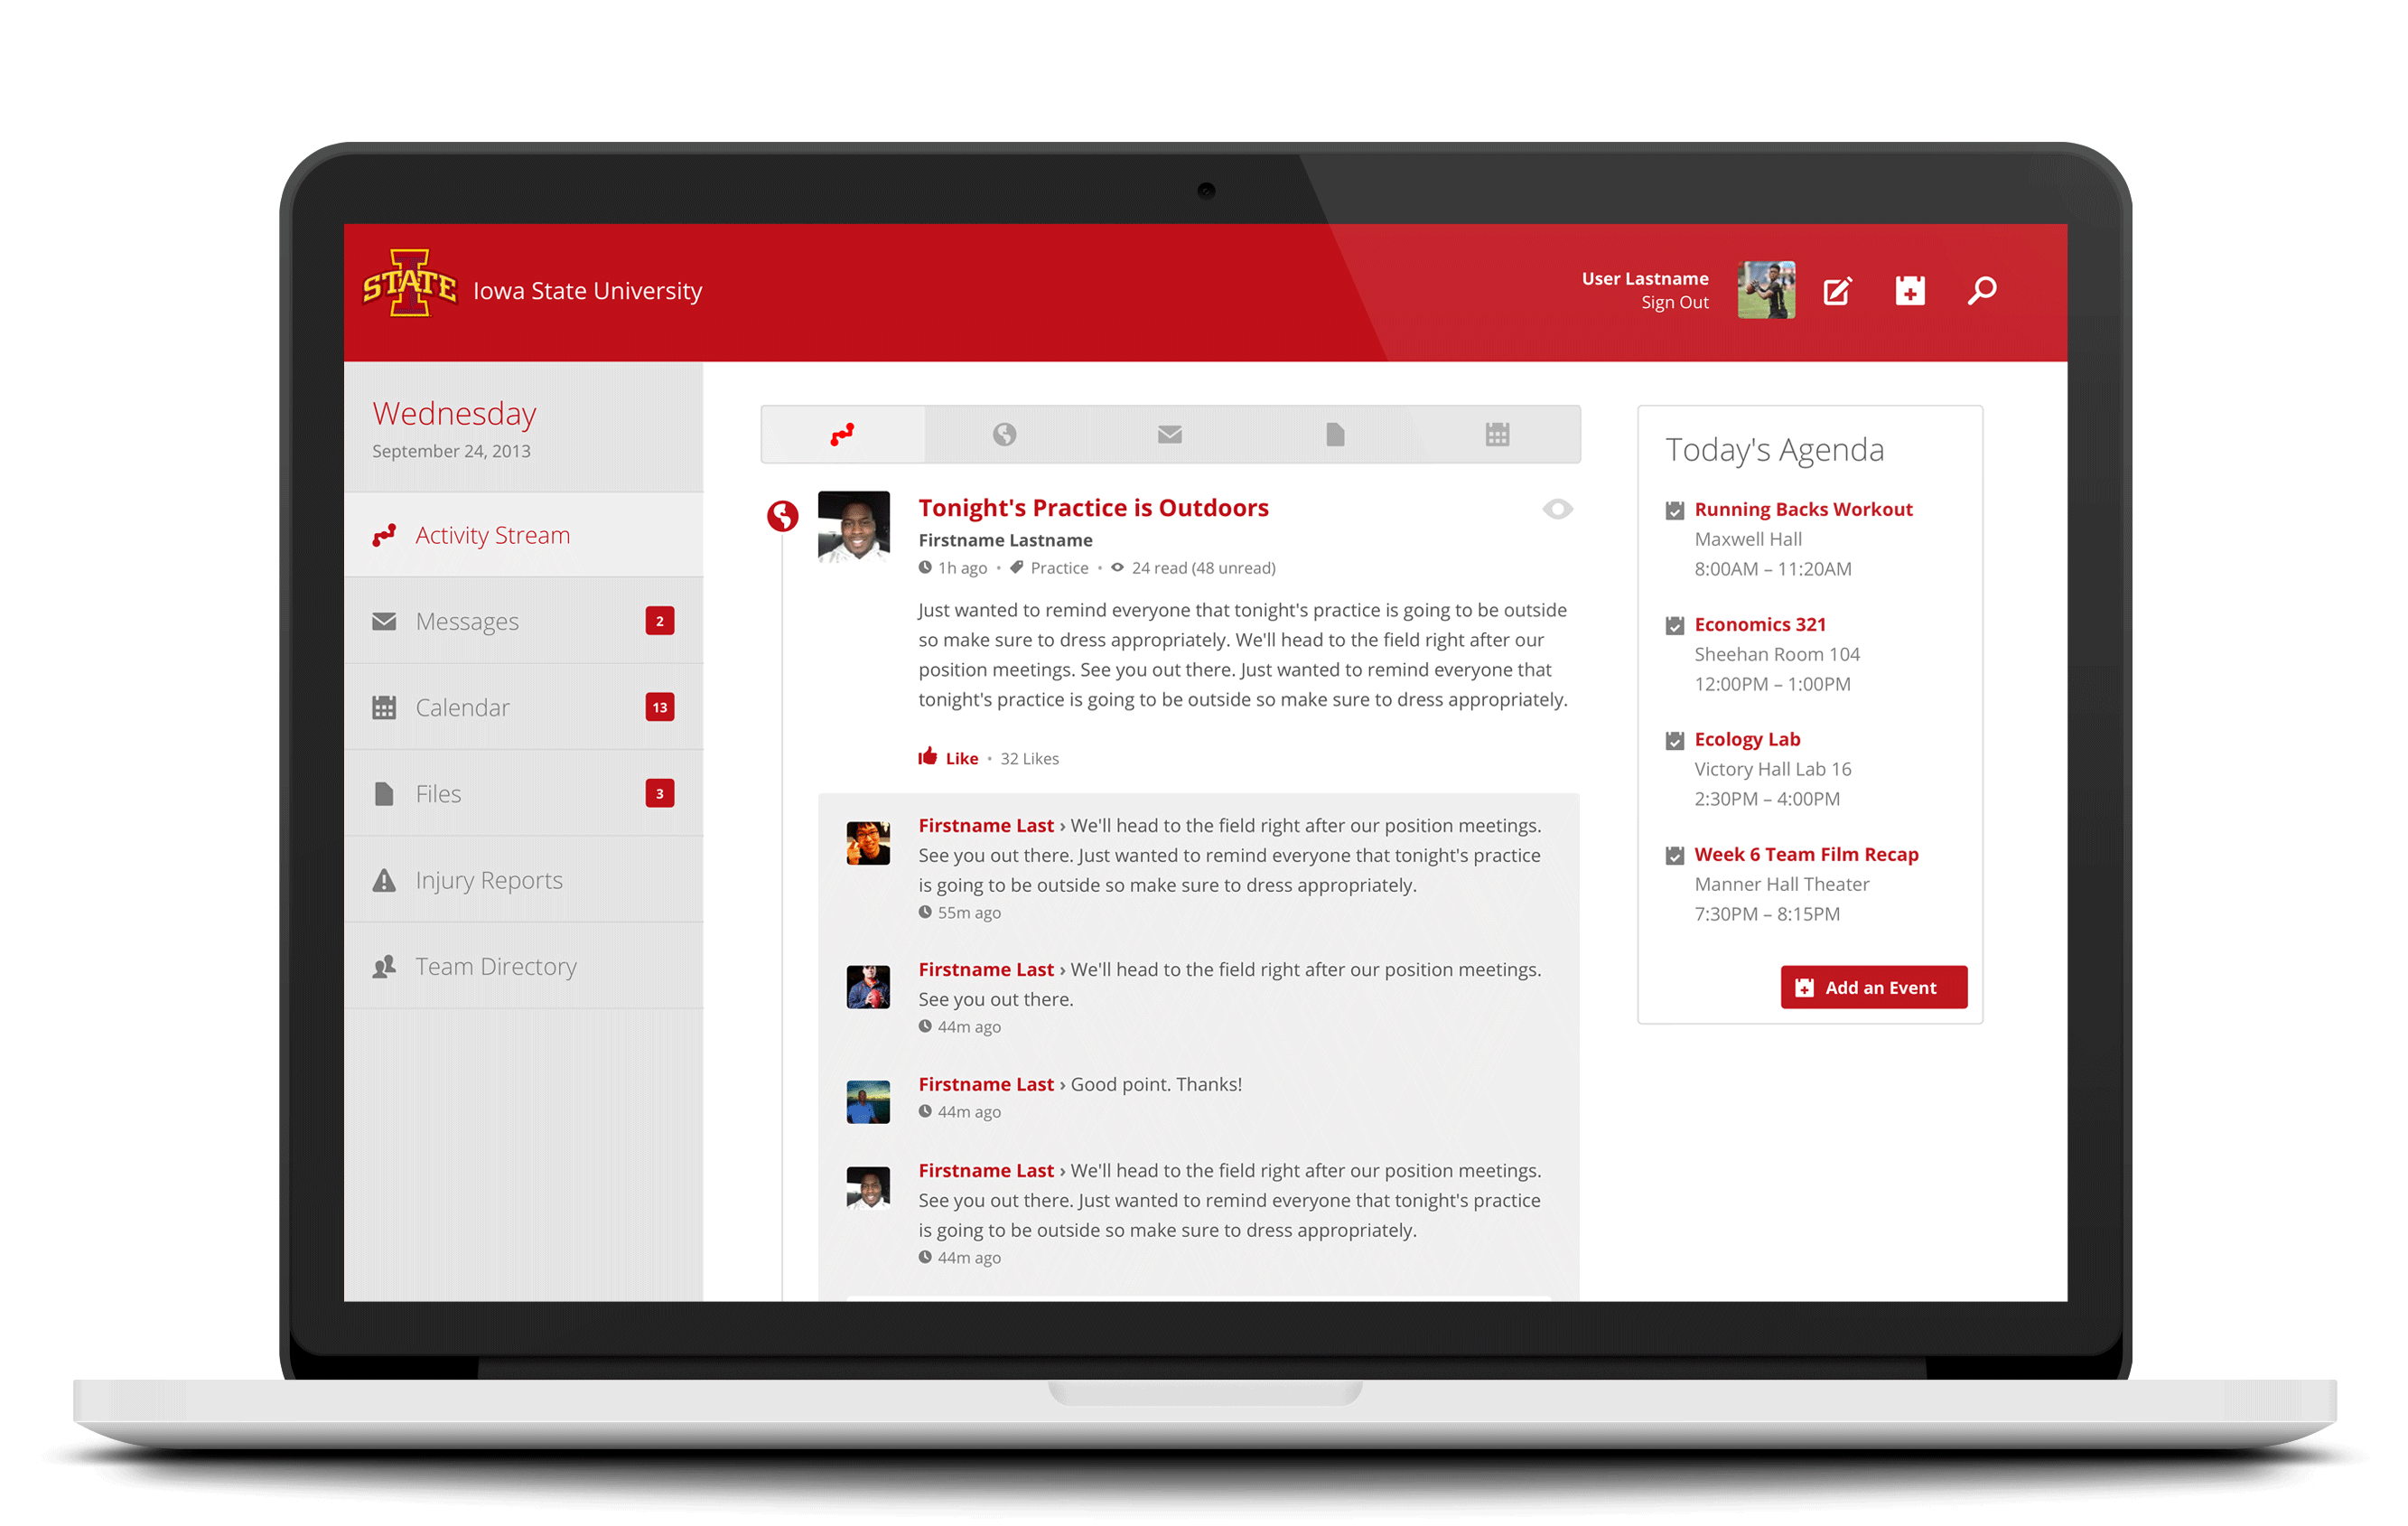 STATE
Iowa State University
User Lastname
Sign Out
Wednesday
September 24, 2013
Activity Stream
Messages
2
Calendar
13
Files
3
Injury Reports
Team Directory
Tonight's Practice is Outdoors
Firstname Lastname
1h ago • Practice • 24 read (48 unread)
Just wanted to remind everyone that tonight's practice is going to be outside
so make sure to dress appropriately. We'll head to the field right after our
position meetings. See you out there. Just wanted to remind everyone that
tonight's practice is going to be outside so make sure to dress appropriately.
Like • 32 Likes
Firstname Last › We'll head to the field right after our position meetings.
See you out there. Just wanted to remind everyone that tonight's practice
is going to be outside so make sure to dress appropriately.
55m ago
Firstname Last › We'll head to the field right after our position meetings.
See you out there.
44m ago
Firstname Last › Good point. Thanks!
44m ago
Firstname Last › We'll head to the field right after our position meetings.
See you out there. Just wanted to remind everyone that tonight's practice
is going to be outside so make sure to dress appropriately.
44m ago
Today's Agenda
Running Backs Workout
Maxwell Hall
8:00AM – 11:20AM
Economics 321
Sheehan Room 104
12:00PM – 1:00PM
Ecology Lab
Victory Hall Lab 16
2:30PM – 4:00PM
Week 6 Team Film Recap
Manner Hall Theater
7:30PM – 8:15PM
Add an Event